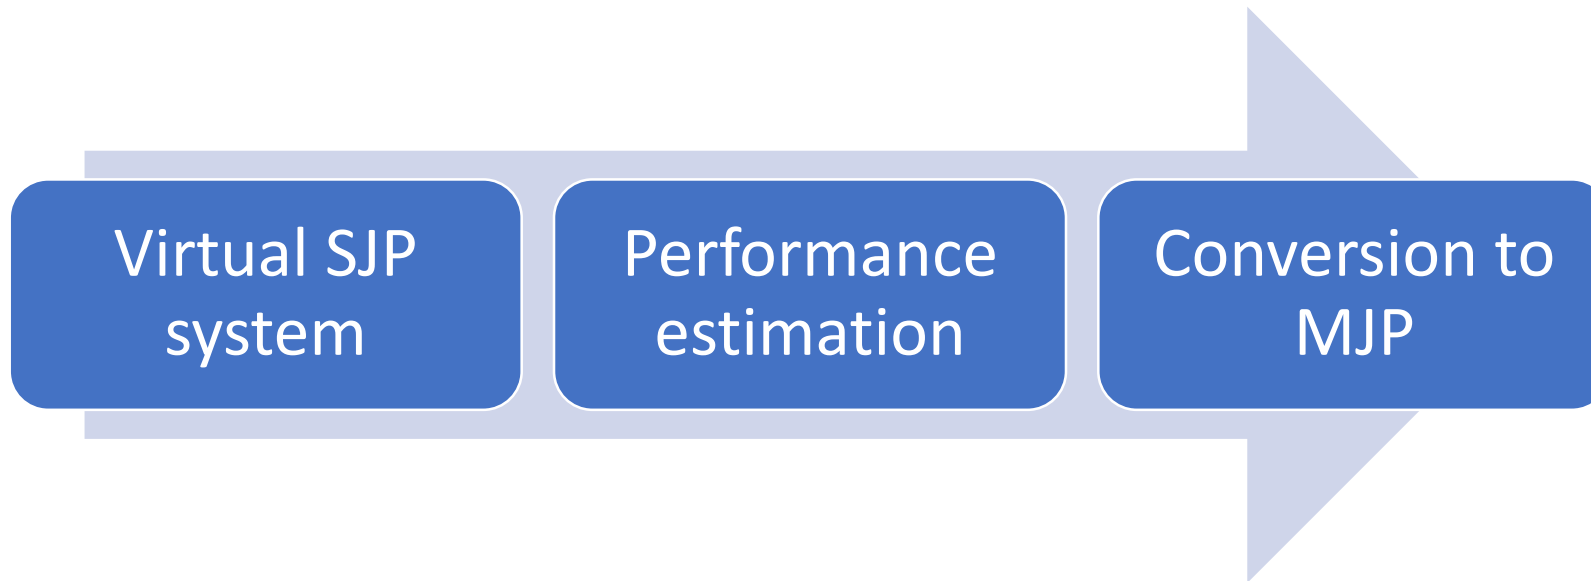 Virtual SJP
system
Performance
estimation
Conversion to
MJP